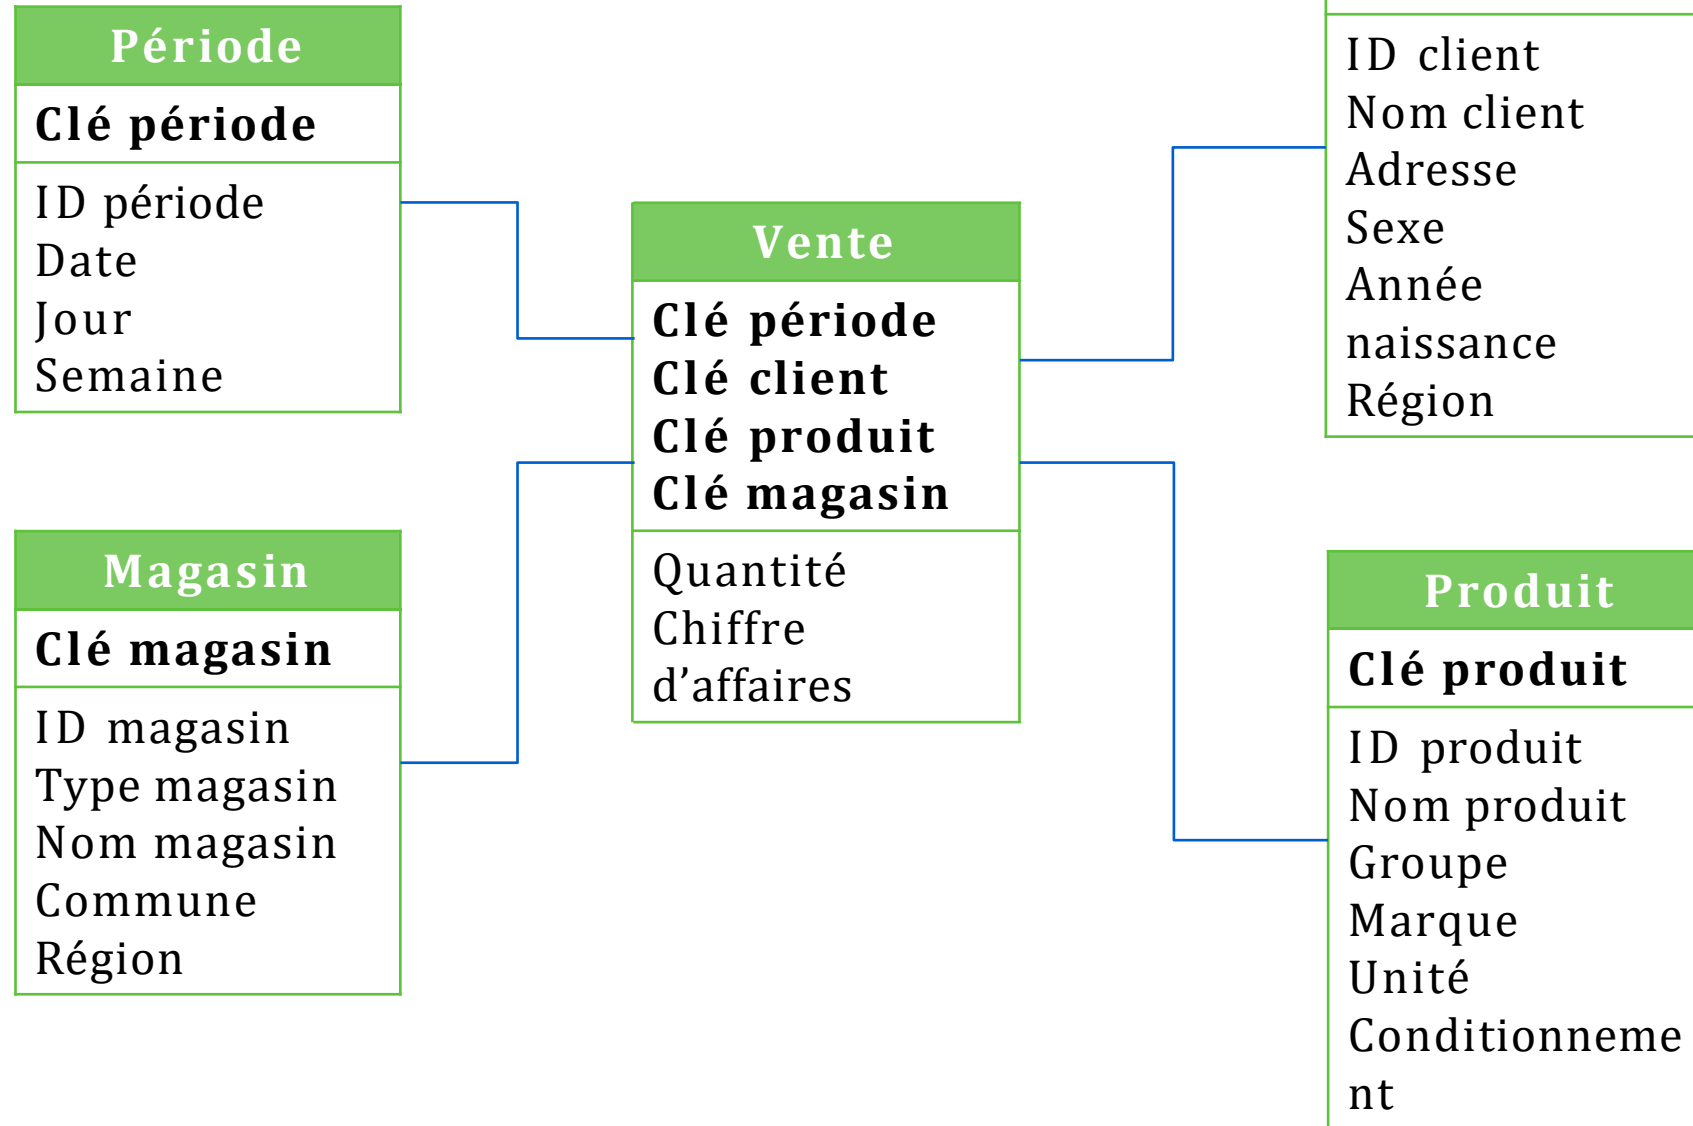 Période
Clé période
ID période
Date
Jour
Semaine
Magasin
Clé magasin
ID magasin
Type magasin
Nom magasin
Commune
Région
Vente
Clé période
Clé client
Clé produit
Clé magasin
Quantité
Chiffre
d’affaires
ID client
Nom client
Adresse
Sexe
Année
naissance
Région
Produit
Clé produit
ID produit
Nom produit
Groupe
Marque
Unité
Conditionneme
nt